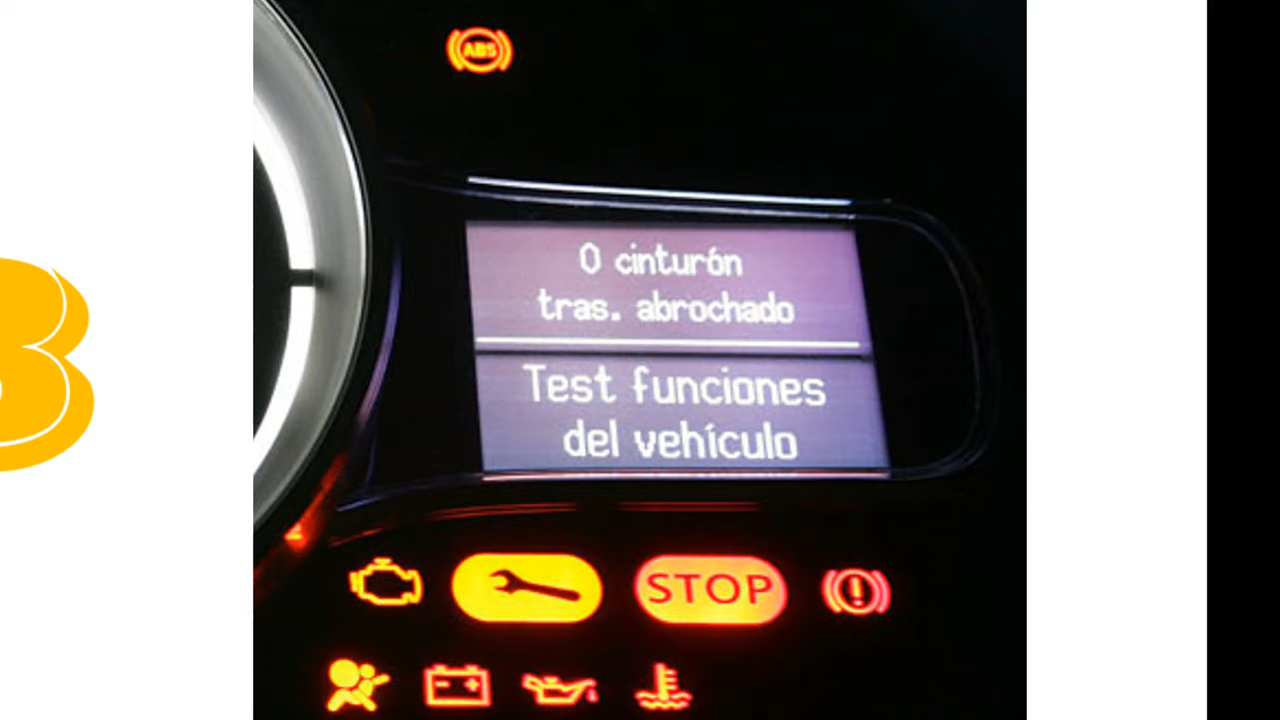 ABS
0 cinturón
tras. abrochado
Test funciones
del vehículo
STOP